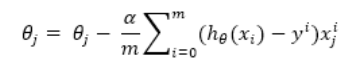 θⱼ = θⱼ − α/m ∑ᵢ₌₀ᵐ (h_θ(xᵢ) − yⁱ)xⱼⁱ